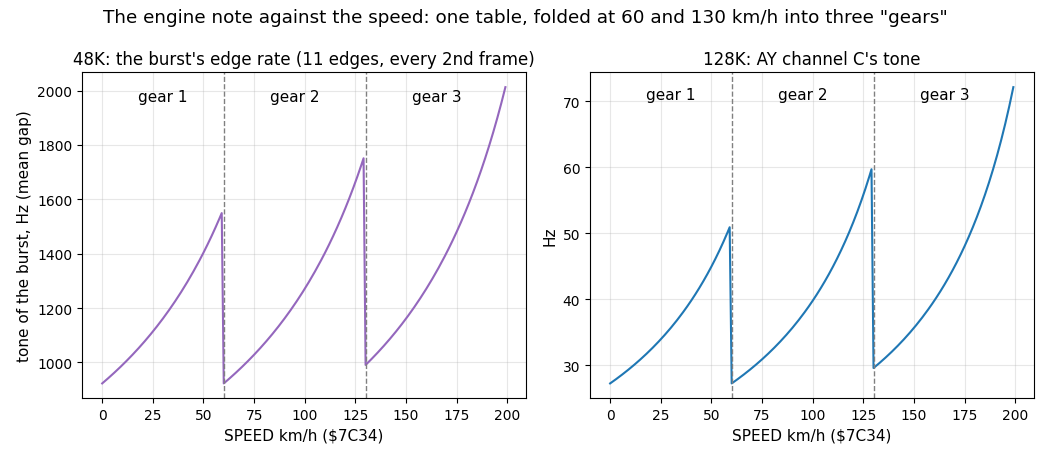 The engine note against the speed: one table, folded at 60 and 130 km/h into three "gears"
48K: the burst's edge rate (11 edges, every 2nd frame)
gear 1
gear 2
gear 3
tone of the burst, Hz (mean gap)
2000
1800
1600
1400
1200
1000
0
25
50
75
100
125
150
175
200
SPEED km/h ($7C34)
128K: AY channel C's tone
gear 1
gear 2
gear 3
Hz
70
60
50
40
30
0
25
50
75
100
125
150
175
200
SPEED km/h ($7C34)